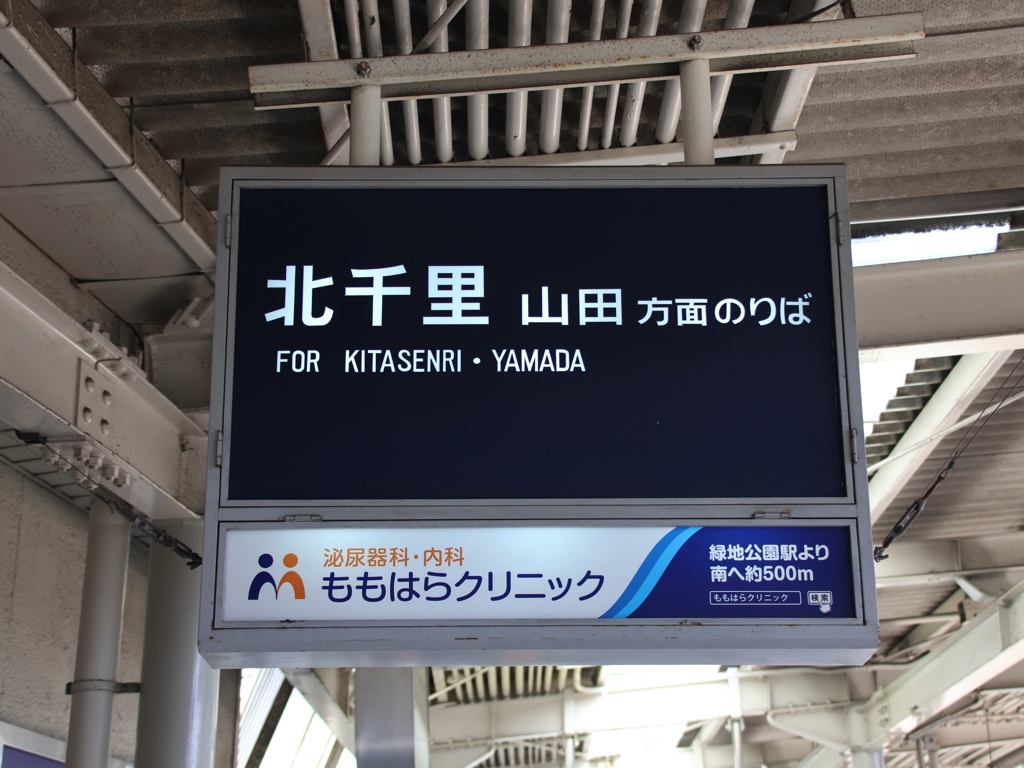 北千里 山田 方面のりば
FOR KITASENRI・YAMADA
泌尿器科・内科
ももはらクリニック
緑地公園駅より
南へ約500m
ももはらクリニック 検索